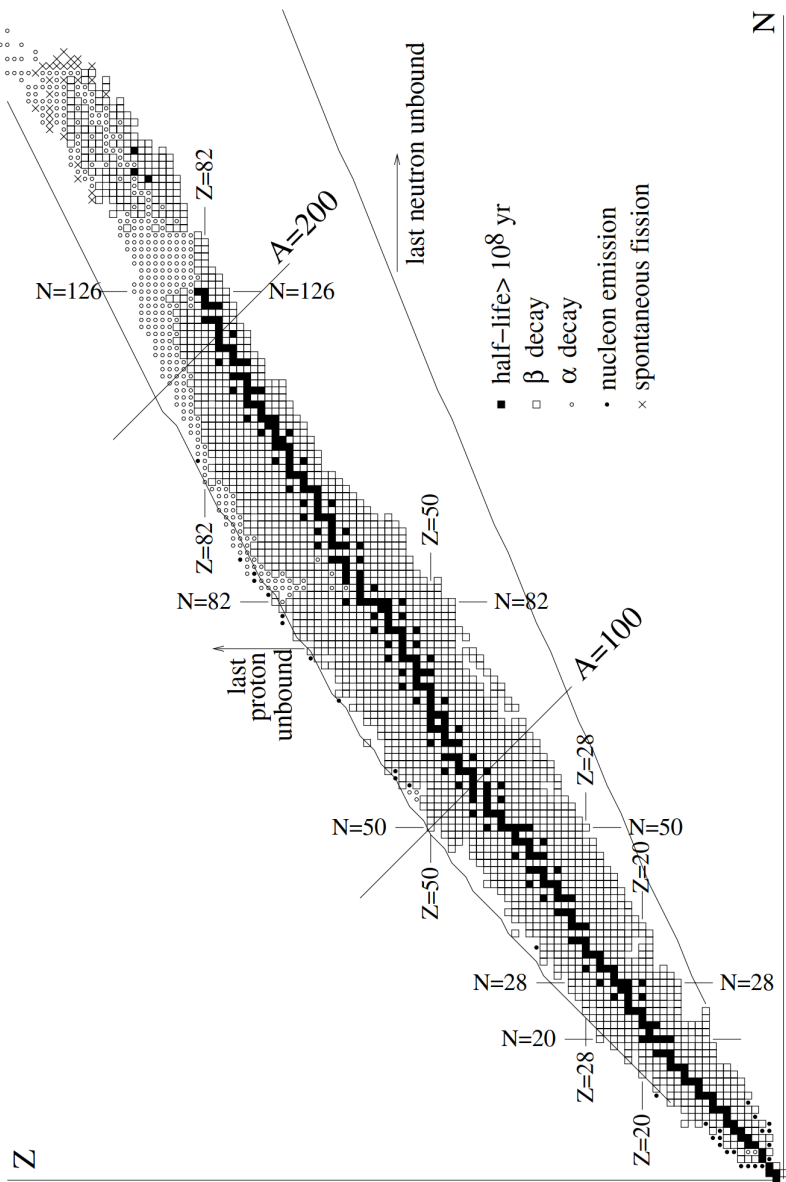 N
Z
Z=82
A=200
N=126
N=126
last neutron unbound
half−life> 10⁸ yr
β decay
α decay
nucleon emission
spontaneous fission
Z=82
Z=50
N=82
N=82
last
proton
unbound
A=100
Z=28
N=50
N=50
Z=50
Z=20
N=28
N=28
N=20
Z=28
Z=20